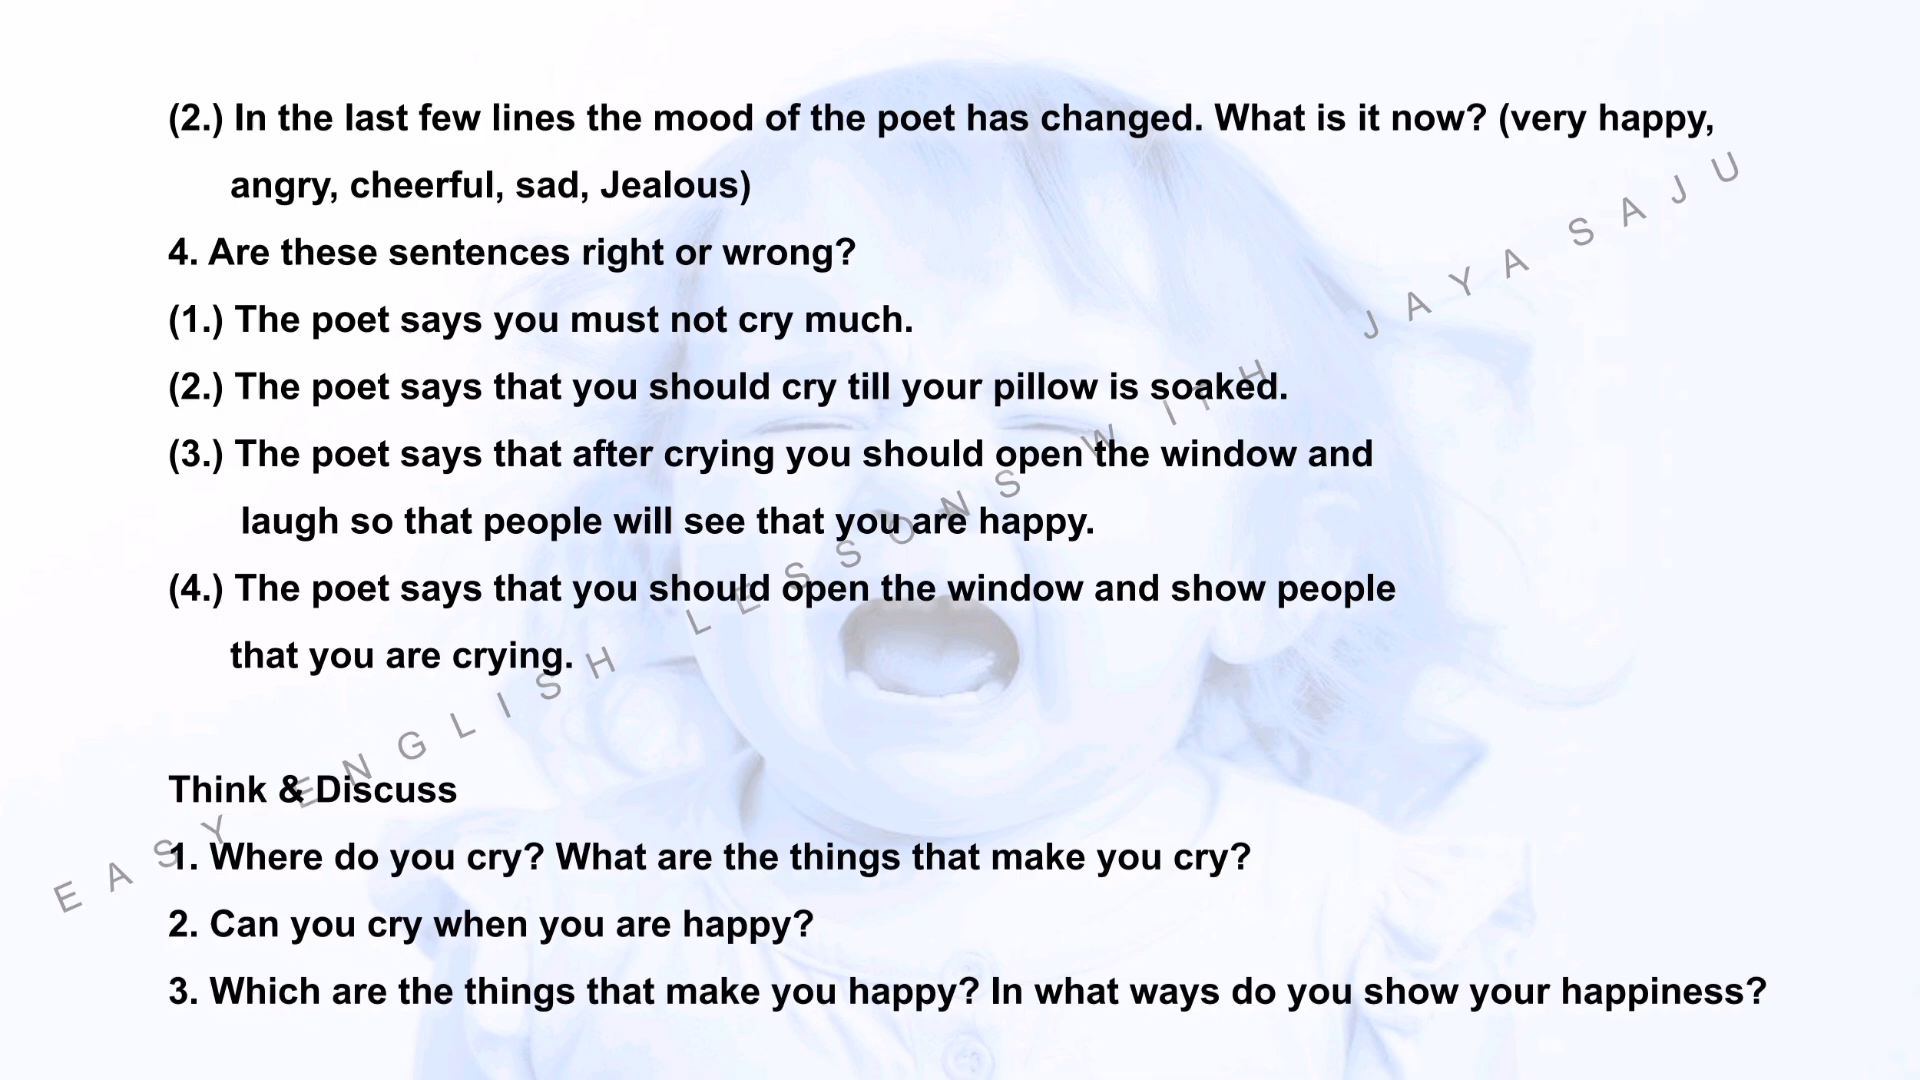 (2.) In the last few lines the mood of the poet has changed. What is it now? (very happy,
angry, cheerful, sad, Jealous)
4. Are these sentences right or wrong?
(1.) The poet says you must not cry much.
(2.) The poet says that you should cry till your pillow is soaked.
(3.) The poet says that after crying you should open the window and
laugh so that people will see that you are happy.
(4.) The poet says that you should open the window and show people
that you are crying.
Think & Discuss
1. Where do you cry? What are the things that make you cry?
2. Can you cry when you are happy?
3. Which are the things that make you happy? In what ways do you show your happiness?
EASY ENGLISH LESSONS WITH JAYA SAJU